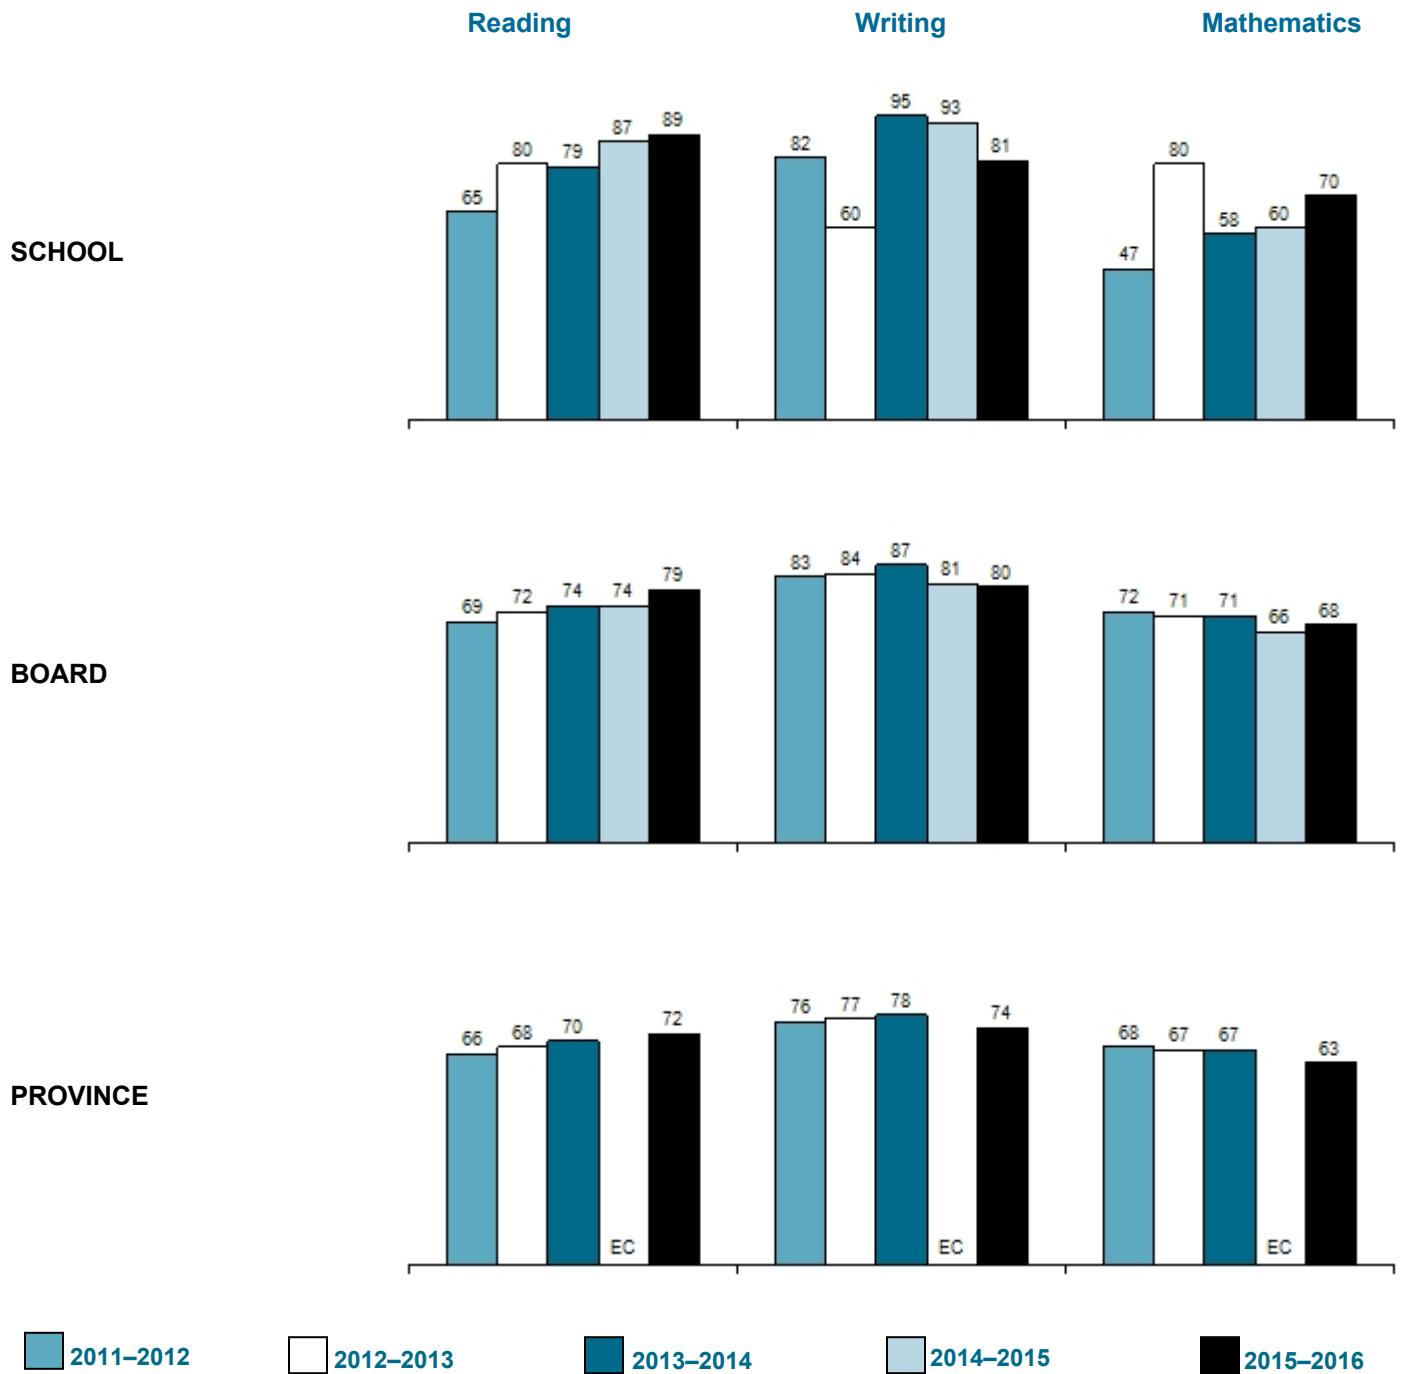 Reading Writing Mathematics
SCHOOL
65 80 79 87 89
82 60 95 93 81
47 80 58 60 70
BOARD
69 72 74 74 79
83 84 87 81 80
72 71 71 66 68
PROVINCE
66 68 70 EC 72
76 77 78 EC 74
68 67 67 EC 63
2011–2012 2012–2013 2013–2014 2014–2015 2015–2016